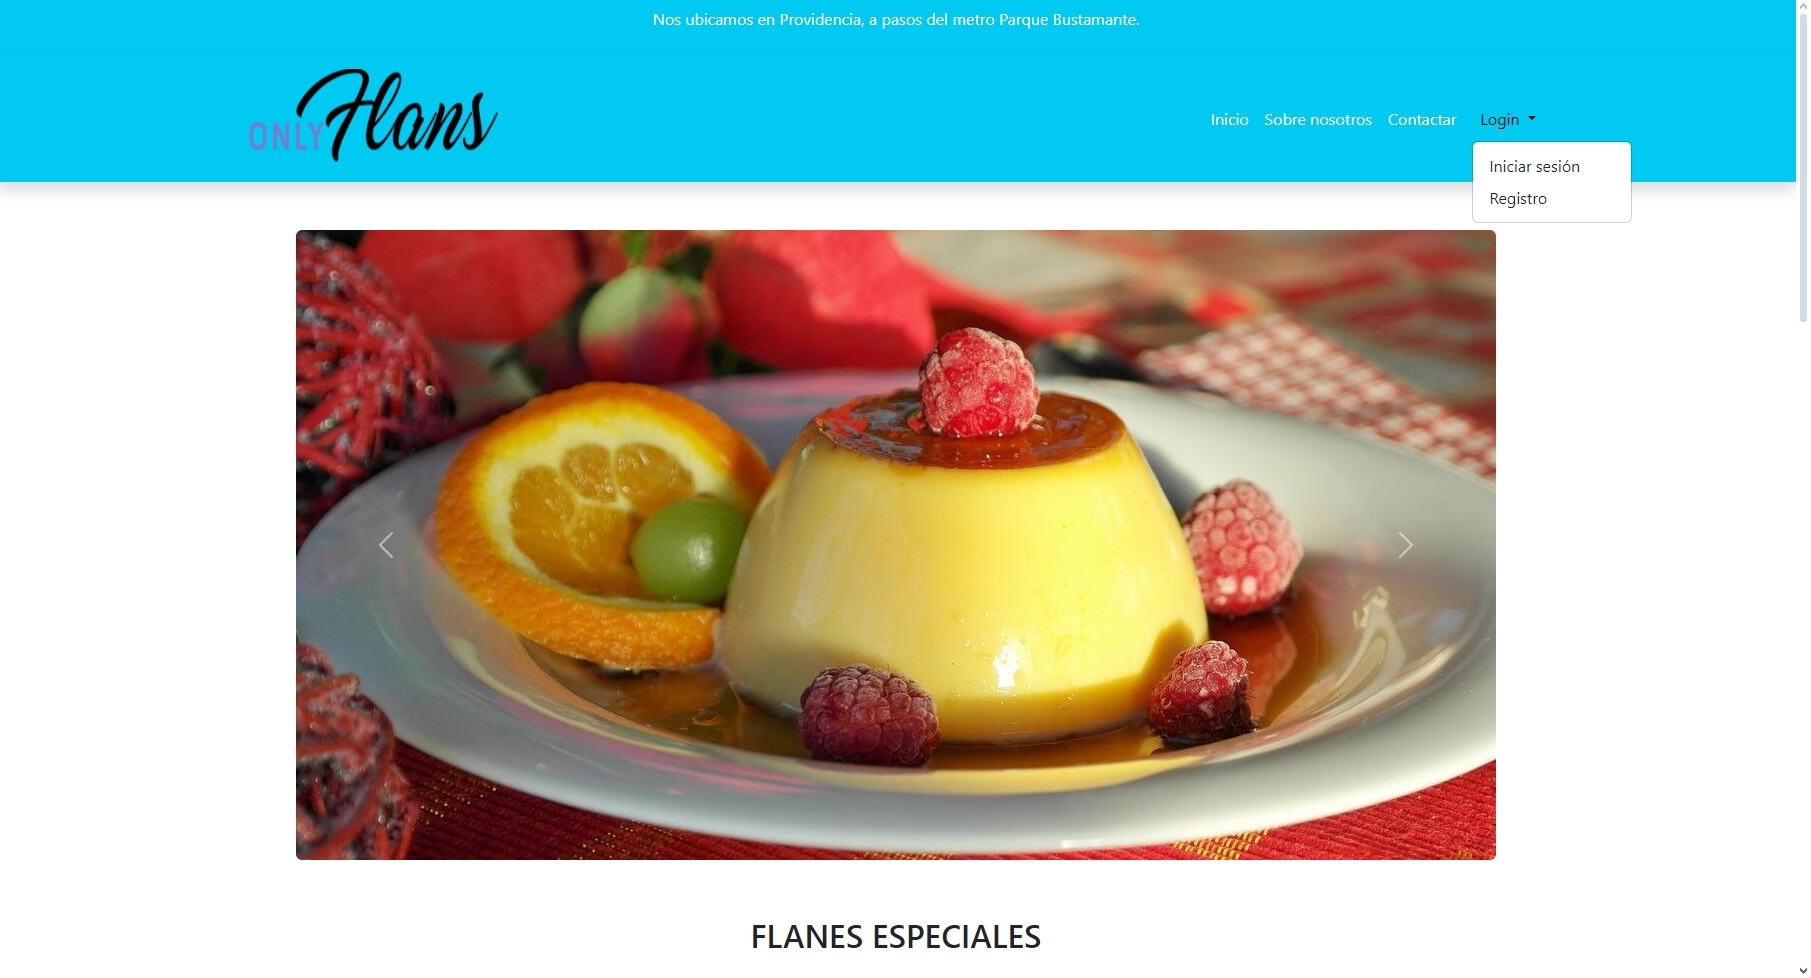 Nos ubicamos en Providencia, a pasos del metro Parque Bustamante.
ONLY Flans
Inicio Sobre nosotros Contactar Login
Iniciar sesión
Registro
FLANES ESPECIALES